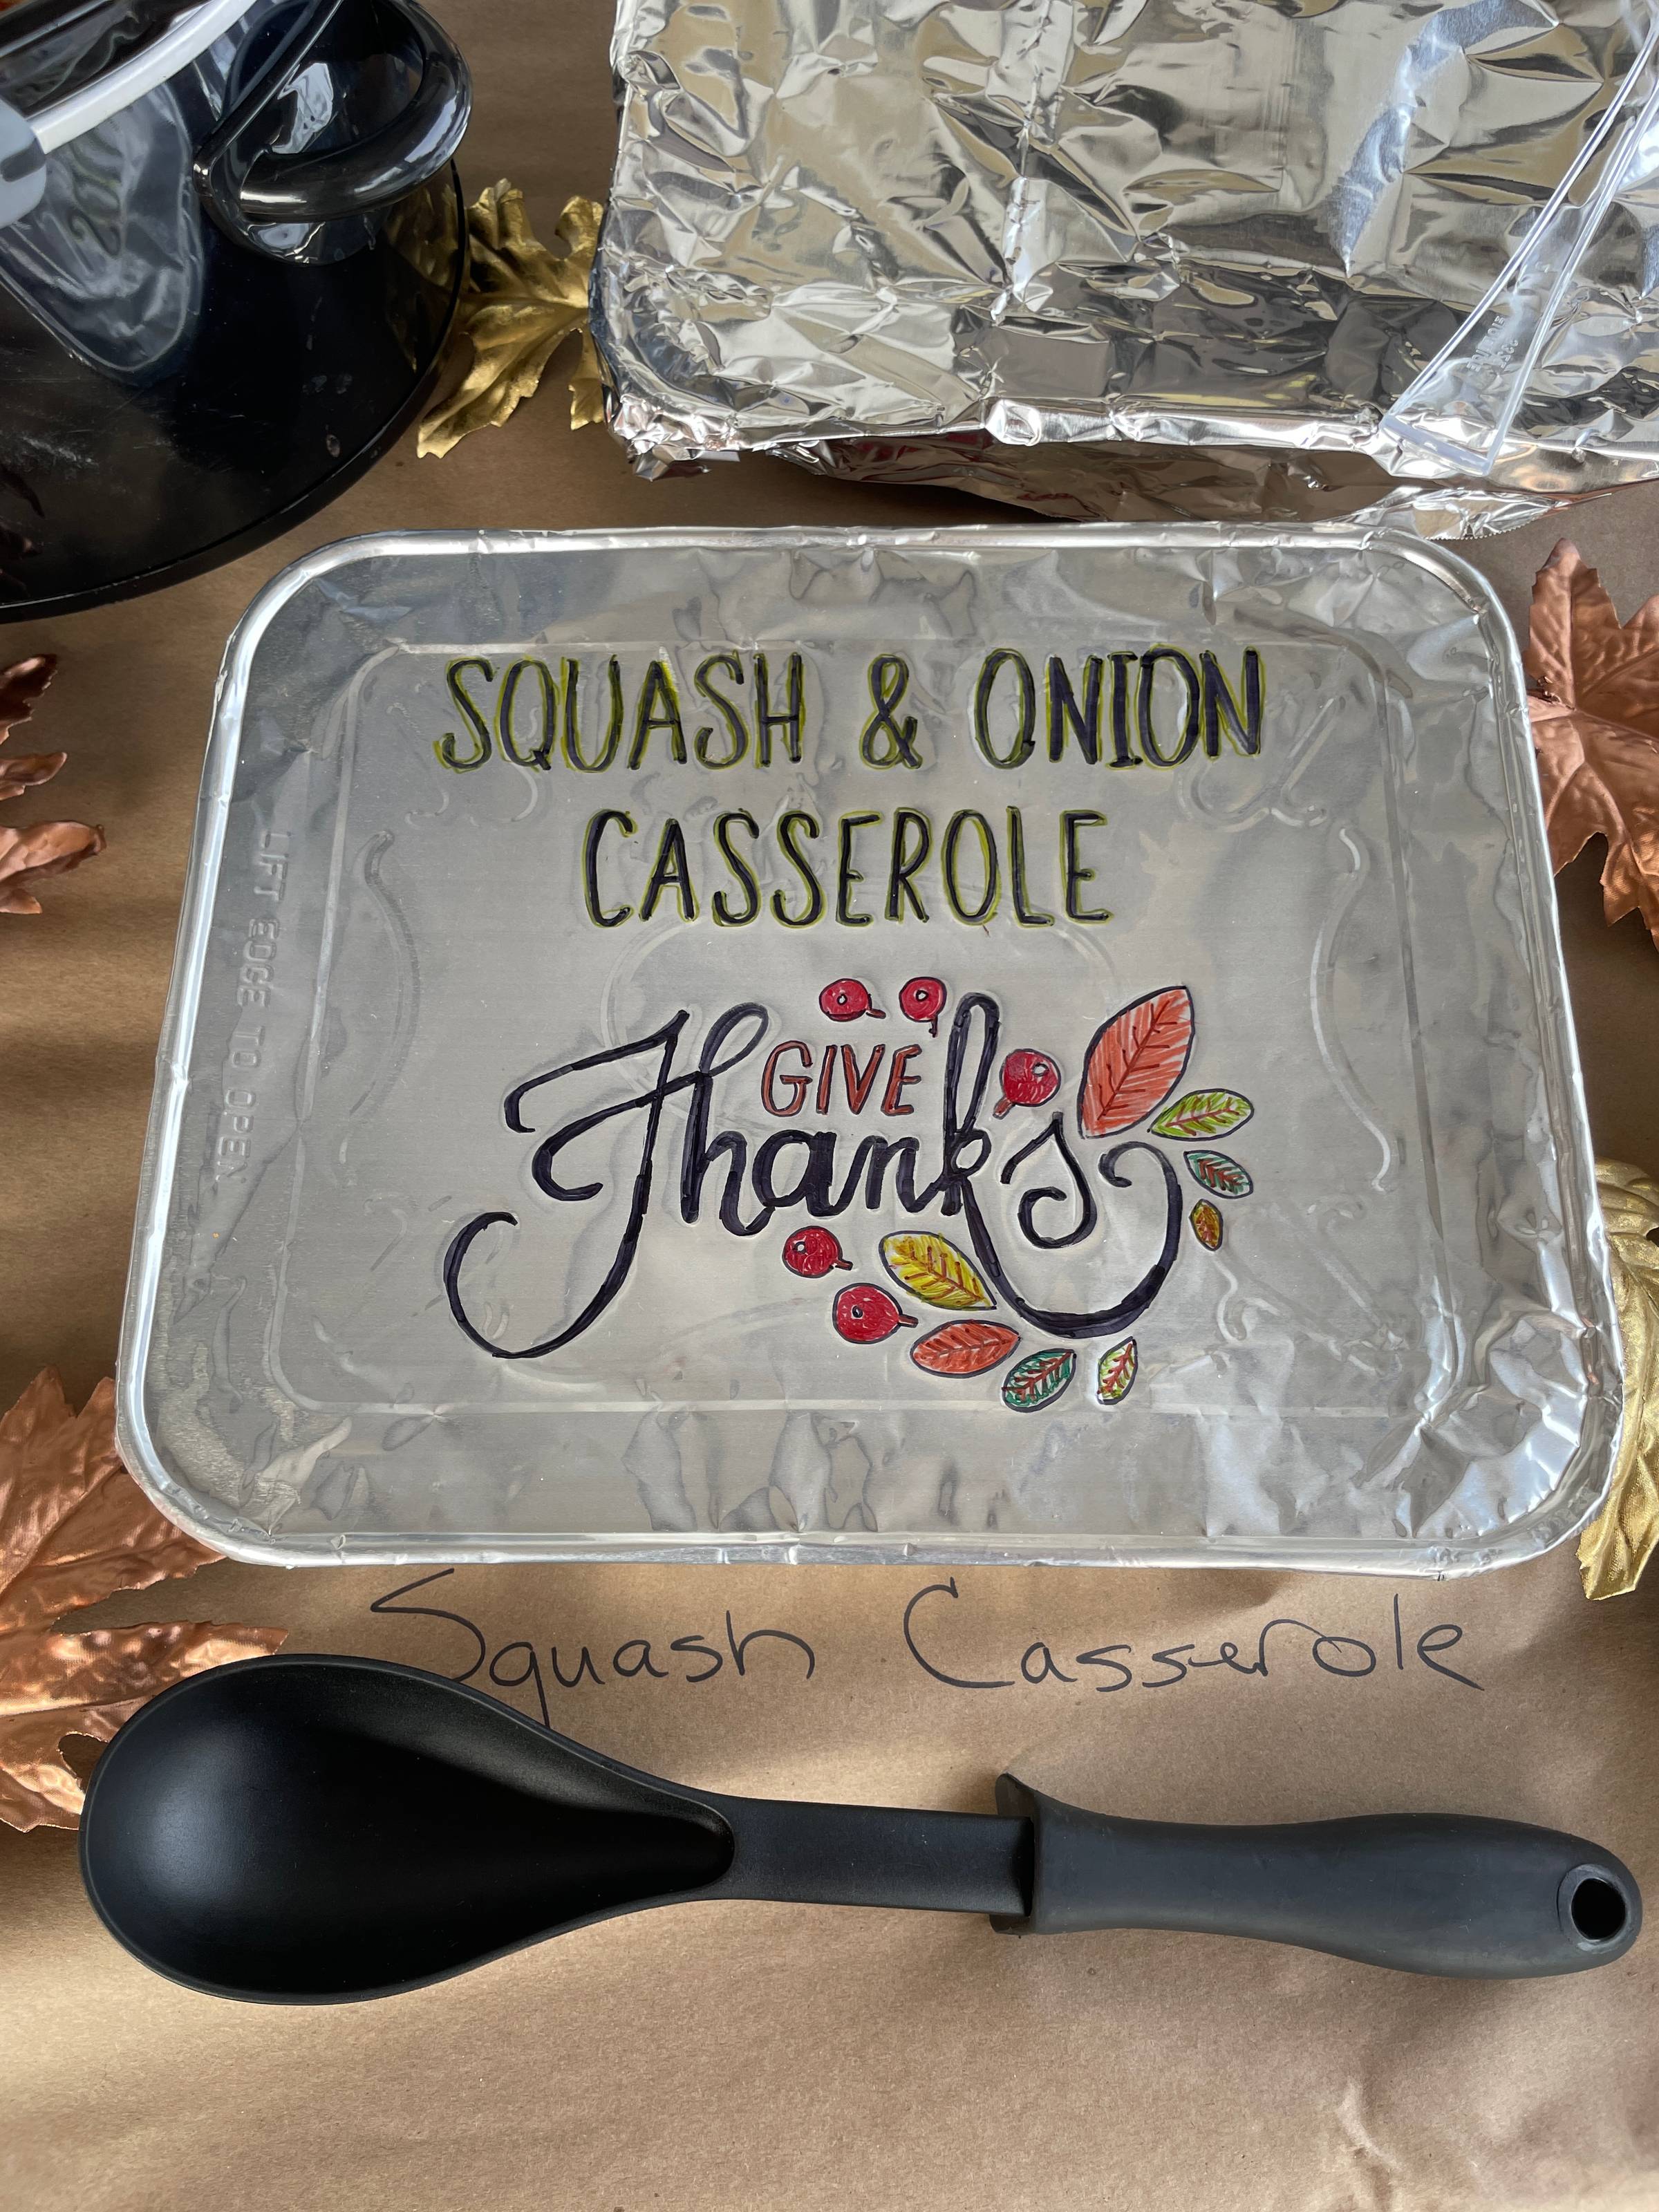 SQUASH & ONION
CASSEROLE
GIVE
Thanks
LIFT EDGE TO OPEN
Squash Casserole